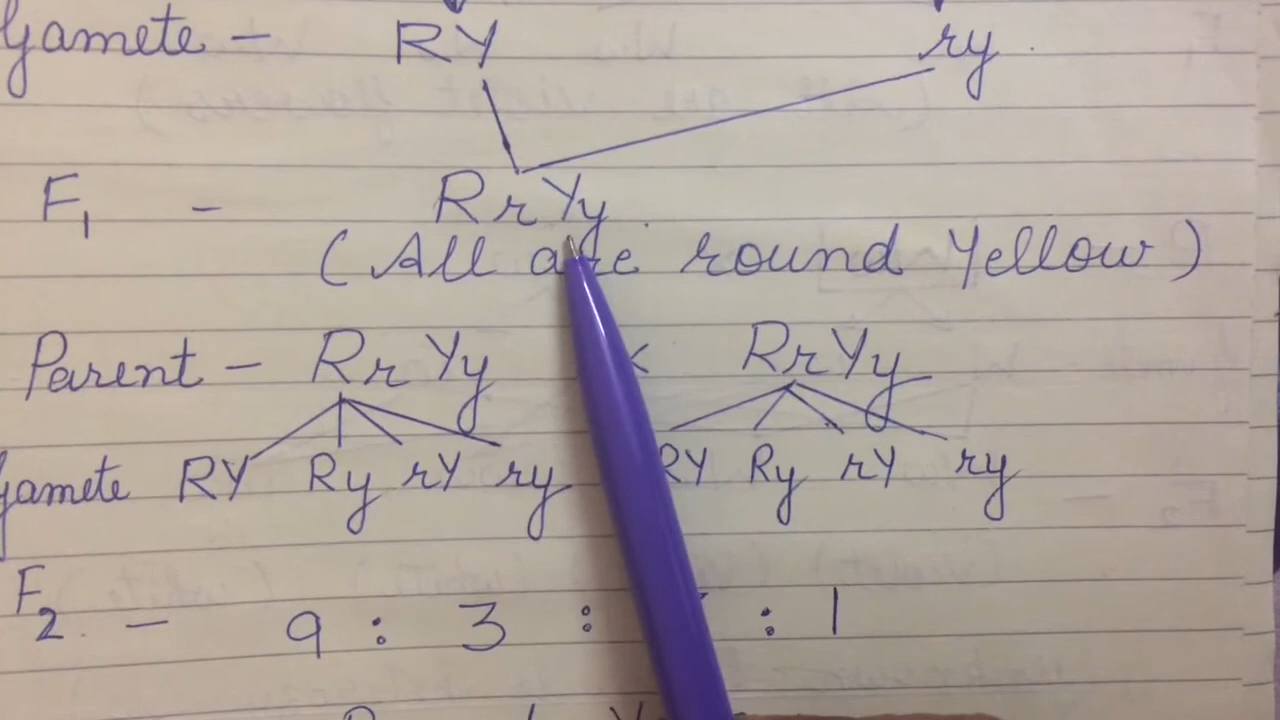 Gamete - RY ry
F1 - RrYy
(All are round Yellow)
Parent - RrYy RrYy
Gamete RY Ry rY ry RY Ry rY ry
F2 - 9 : 3 : : 1